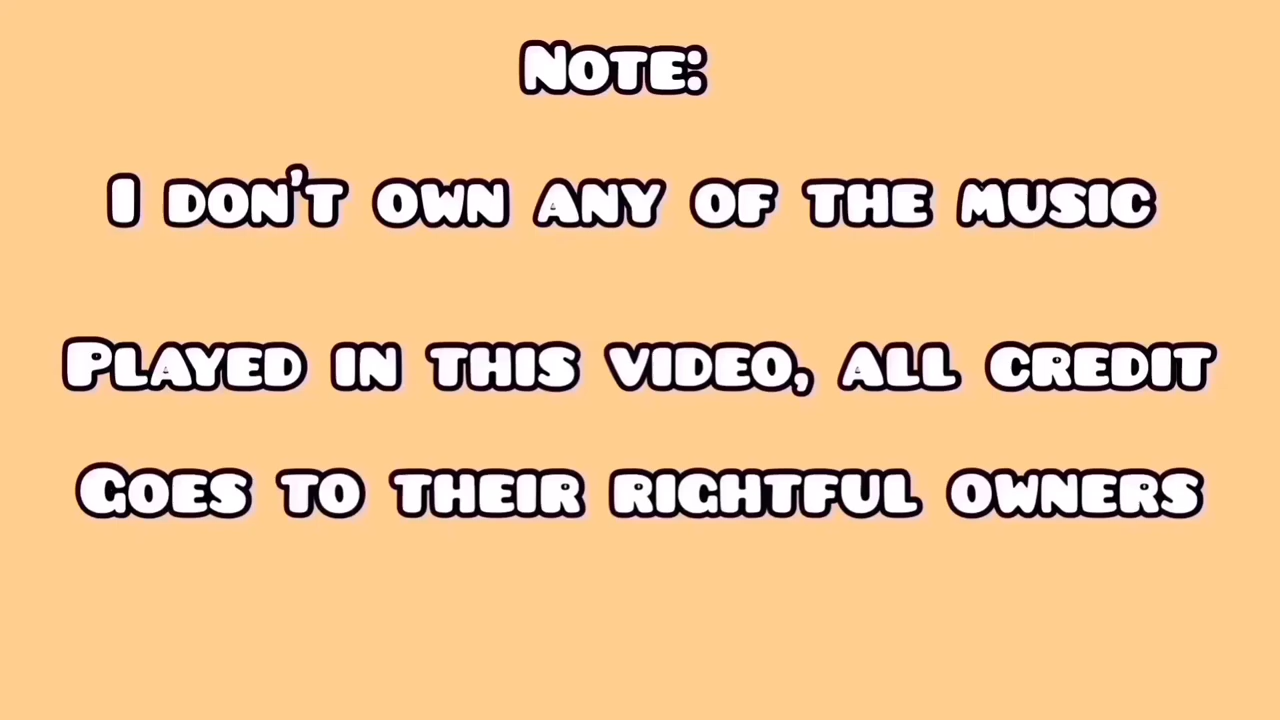 Note:
I don't own any of the music
Played in this video, all credit
Goes to their rightful owners